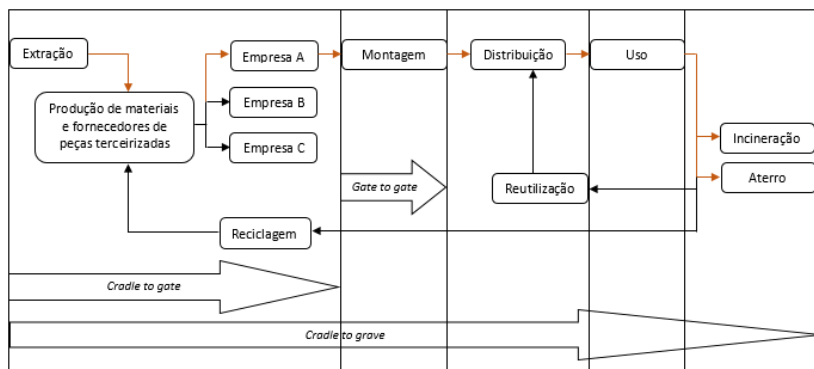 Extração
Empresa A
Montagem
Distribuição
Uso
Produção de materiais
e fornecedores de
peças terceirizadas
Empresa B
Empresa C
Incineração
Aterro
Gate to gate
Reutilização
Reciclagem
Cradle to gate
Cradle to grave